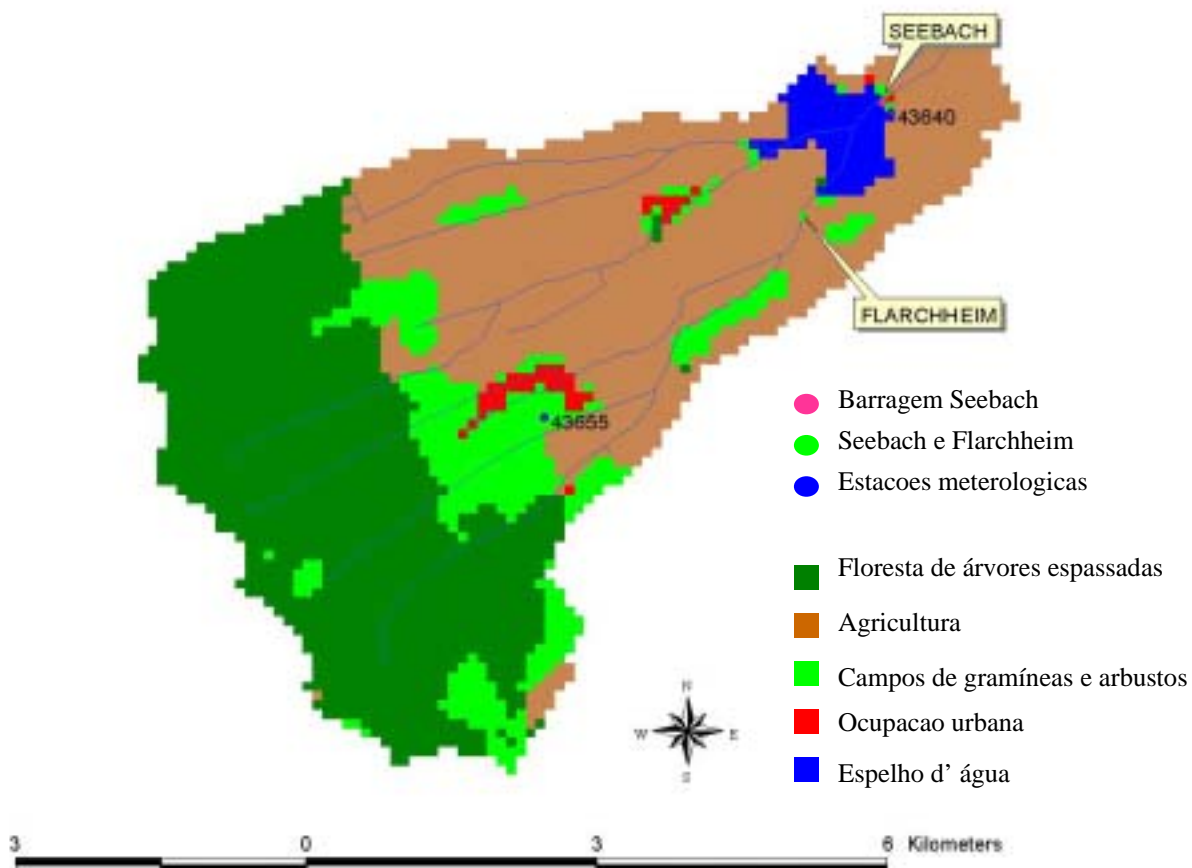 SEEBACH
43640
FLARCHHEIM
43655
Barragem Seebach
Seebach e Flarchheim
Estacoes meterologicas
Floresta de árvores espassadas
Agricultura
Campos de gramíneas e arbustos
Ocupacao urbana
Espelho d' água
N
W E
S
3 0 3 6 Kilometers